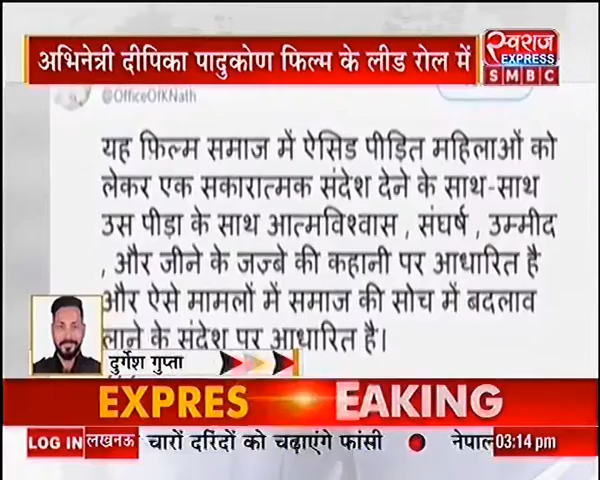 अभिनेत्री दीपिका पादुकोण फिल्म के लीड रोल में
स्वराज
EXPRESS
SMBC
@OfficeOfKNath
यह फ़िल्म समाज में ऐसिड पीड़ित महिलाओं को
लेकर एक सकारात्मक संदेश देने के साथ-साथ
उस पीड़ा के साथ आत्मविश्वास , संघर्ष , उम्मीद
, और जीने के जज़्बे की कहानी पर आधारित है
और ऐसे मामलों में समाज की सोच में बदलाव
लाने के संदेश पर आधारित है।
दुर्गेश गुप्ता
EXPRES EAKING
LOG IN लखनऊ चारों दरिंदों को चढ़ाएंगे फांसी नेपाल 03:14 pm